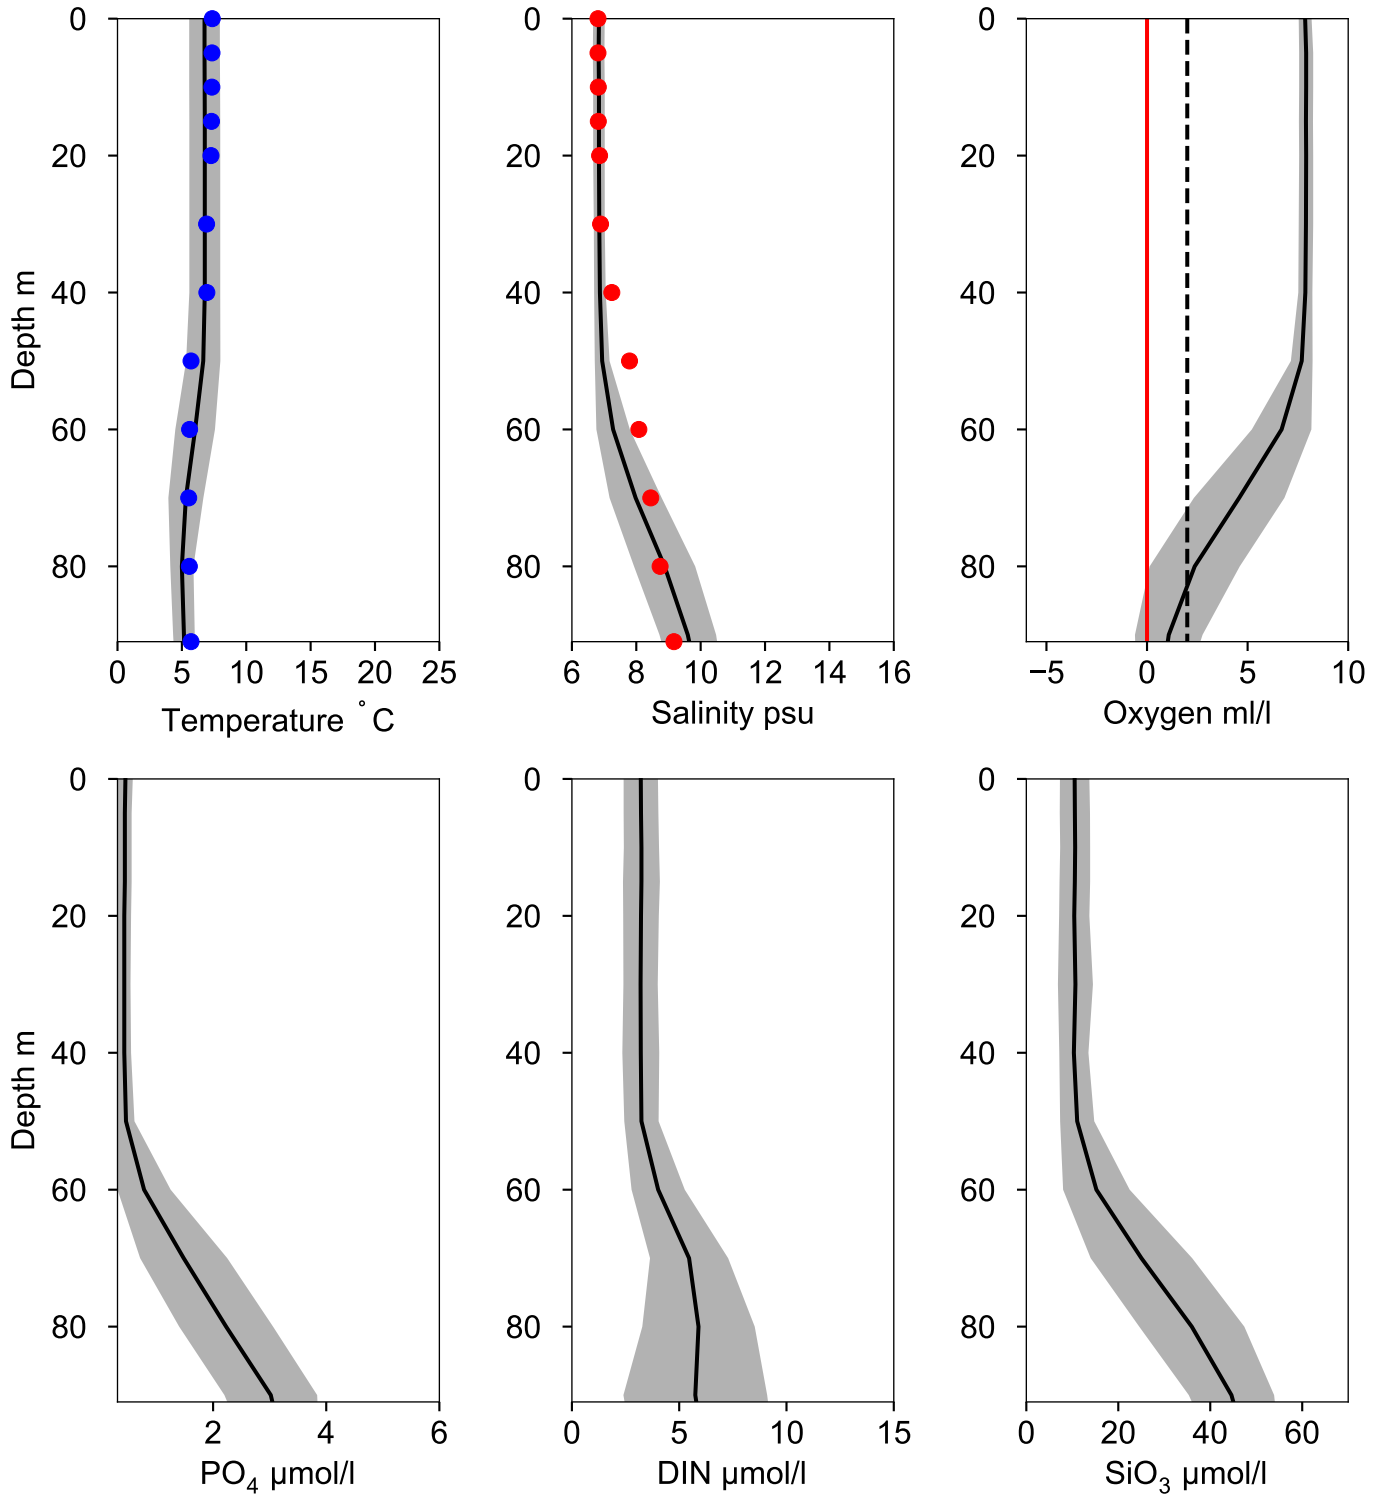 0
20
40
60
80
Depth m
0 5 10 15 20 25
Temperature °C
0
20
40
60
80
6 8 10 12 14 16
Salinity psu
0
20
40
60
80
−5 0 5 10
Oxygen ml/l
0
20
40
60
80
Depth m
2 4 6
PO4 µmol/l
0
20
40
60
80
0 5 10 15
DIN µmol/l
0
20
40
60
80
0 20 40 60
SiO3 µmol/l